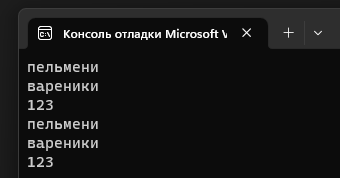 Консоль отладки Microsoft V
пельмени
вареники
123
пельмени
вареники
123